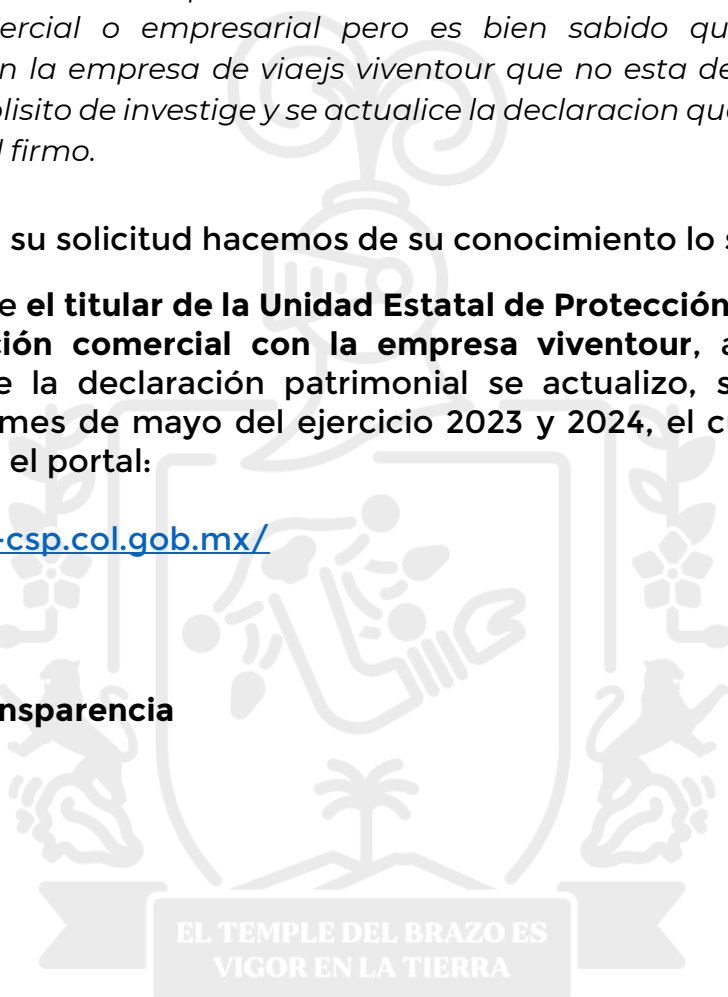 ercial o empresarial pero es bien sabido qu
n la empresa de viaejs viventour que no esta de
olisito de investige y se actualice la declaracion que
l firmo.
su solicitud hacemos de su conocimiento lo s
e el titular de la Unidad Estatal de Protección
ción comercial con la empresa viventour, a
e la declaración patrimonial se actualizo, s
mes de mayo del ejercicio 2023 y 2024, el c
el portal:
-csp.col.gob.mx/
nsparencia
EL TEMPLE DEL BRAZO ES
VIGOR EN LA TIERRA